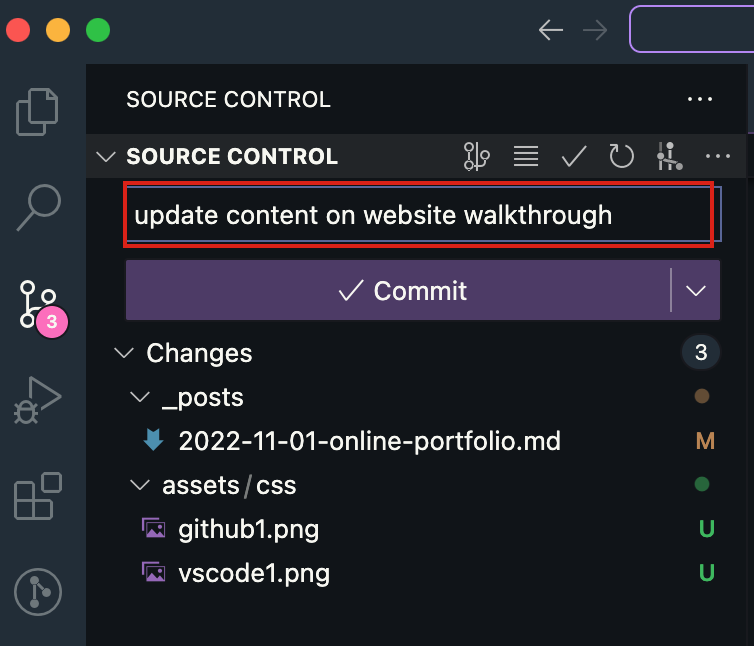 SOURCE CONTROL
SOURCE CONTROL
update content on website walkthrough
Commit
3
Changes 3
_posts
2022-11-01-online-portfolio.md M
assets/css
github1.png U
vscode1.png U